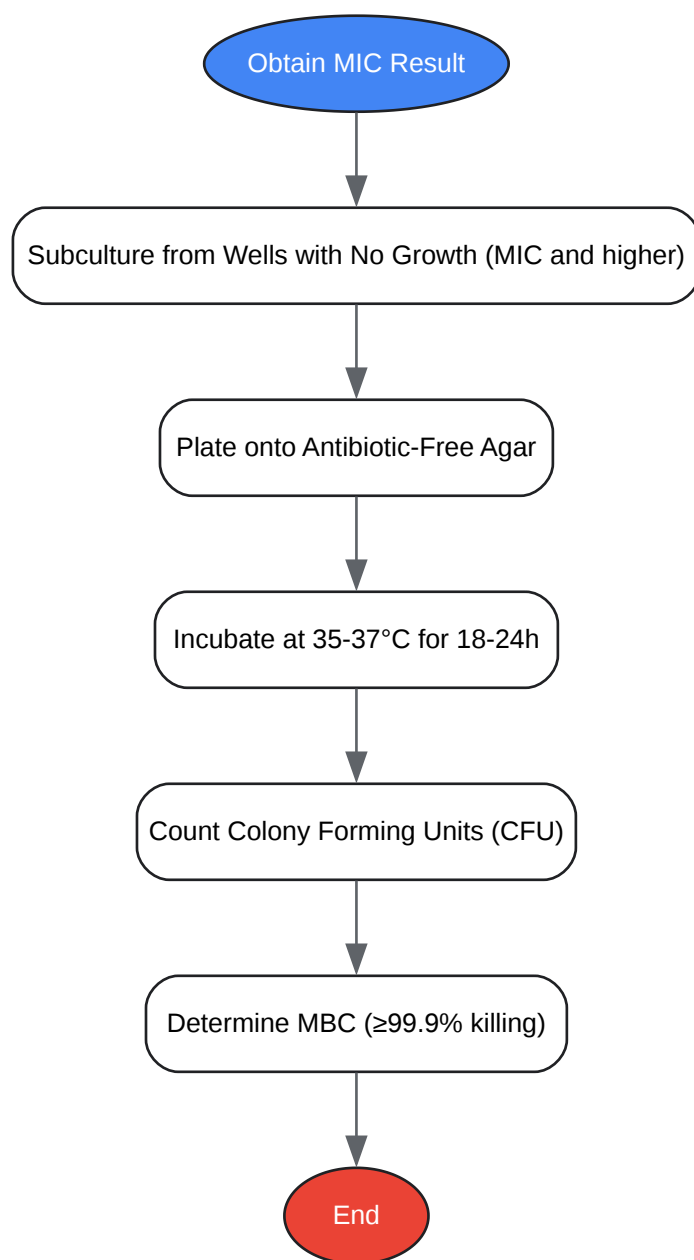 Obtain MIC Result
Subculture from Wells with No Growth (MIC and higher)
Plate onto Antibiotic-Free Agar
Incubate at 35-37°C for 18-24h
Count Colony Forming Units (CFU)
Determine MBC (≥99.9% killing)
End